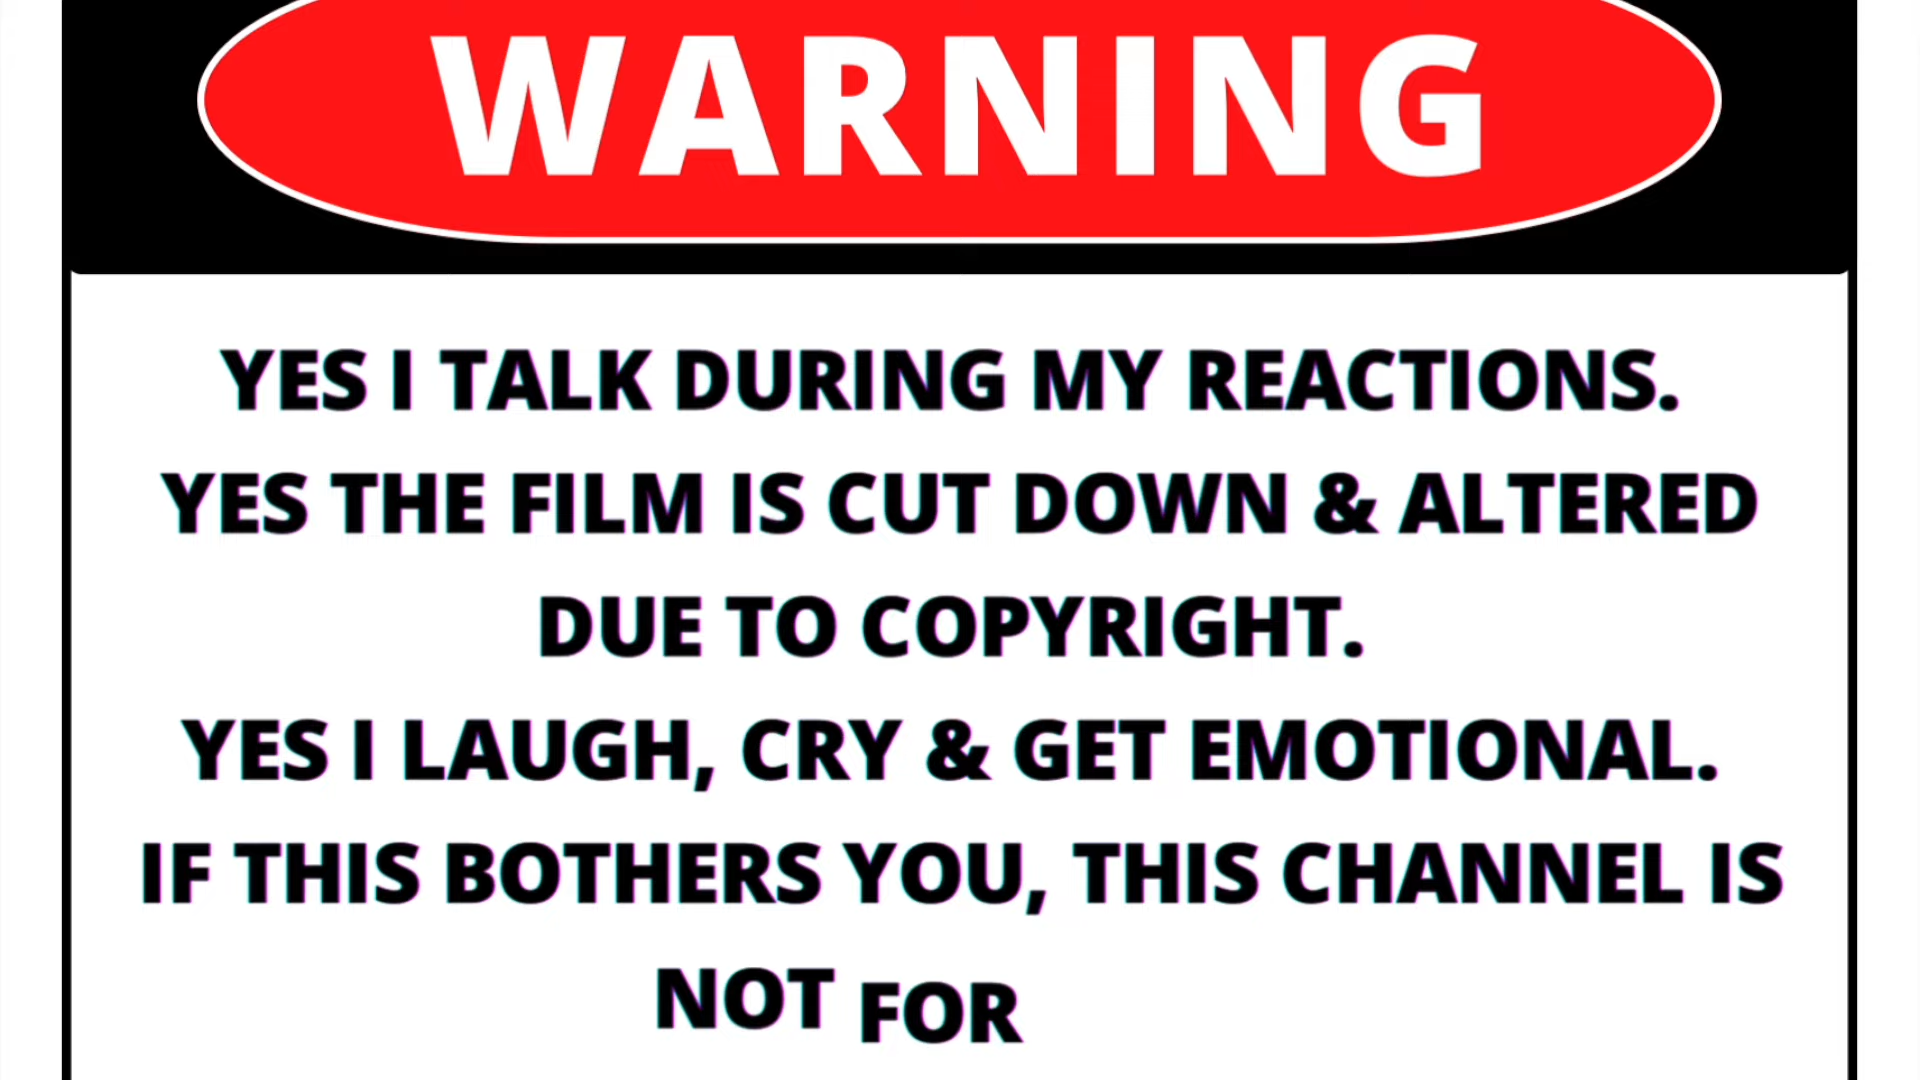 WARNING
YES I TALK DURING MY REACTIONS.
YES THE FILM IS CUT DOWN & ALTERED
DUE TO COPYRIGHT.
YES I LAUGH, CRY & GET EMOTIONAL.
IF THIS BOTHERS YOU, THIS CHANNEL IS
NOT FOR